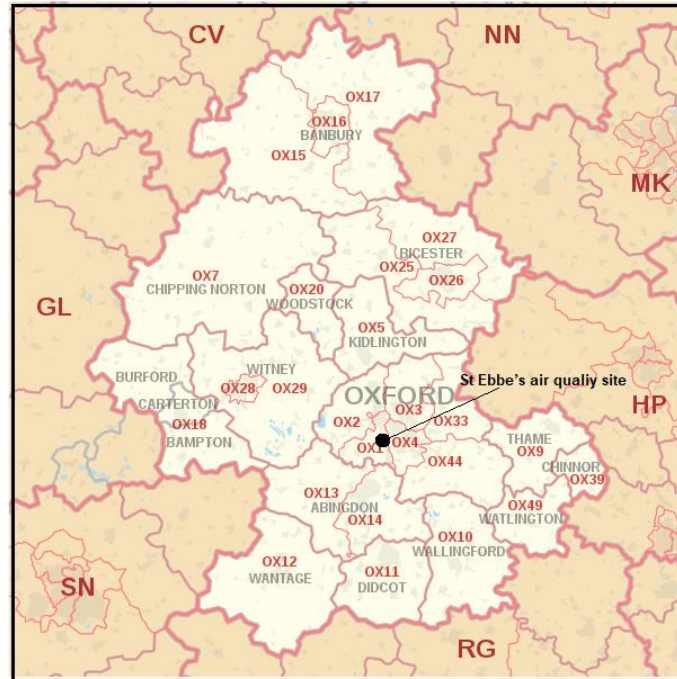 CV
NN
OX17
OX16
BANBURY
OX15
MK
OX27
BICESTER
OX25
OX26
OX7
CHIPPING NORTON
OX20
WOODSTOCK
GL
OX5
KIDLINGTON
WITNEY
BURFORD
OX28
OX29
St Ebbe's air qualiy site
OXFORD
CARTERTON
OX18
BAMPTON
OX2
OX3
OX33
HP
OX1
OX4
THAME
OX9
OX44
CHINNOR
OX39
OX13
ABINGDON
OX14
OX49
WATLINGTON
OX10
WALLINGFORD
OX12
WANTAGE
OX11
DIDCOT
SN
RG